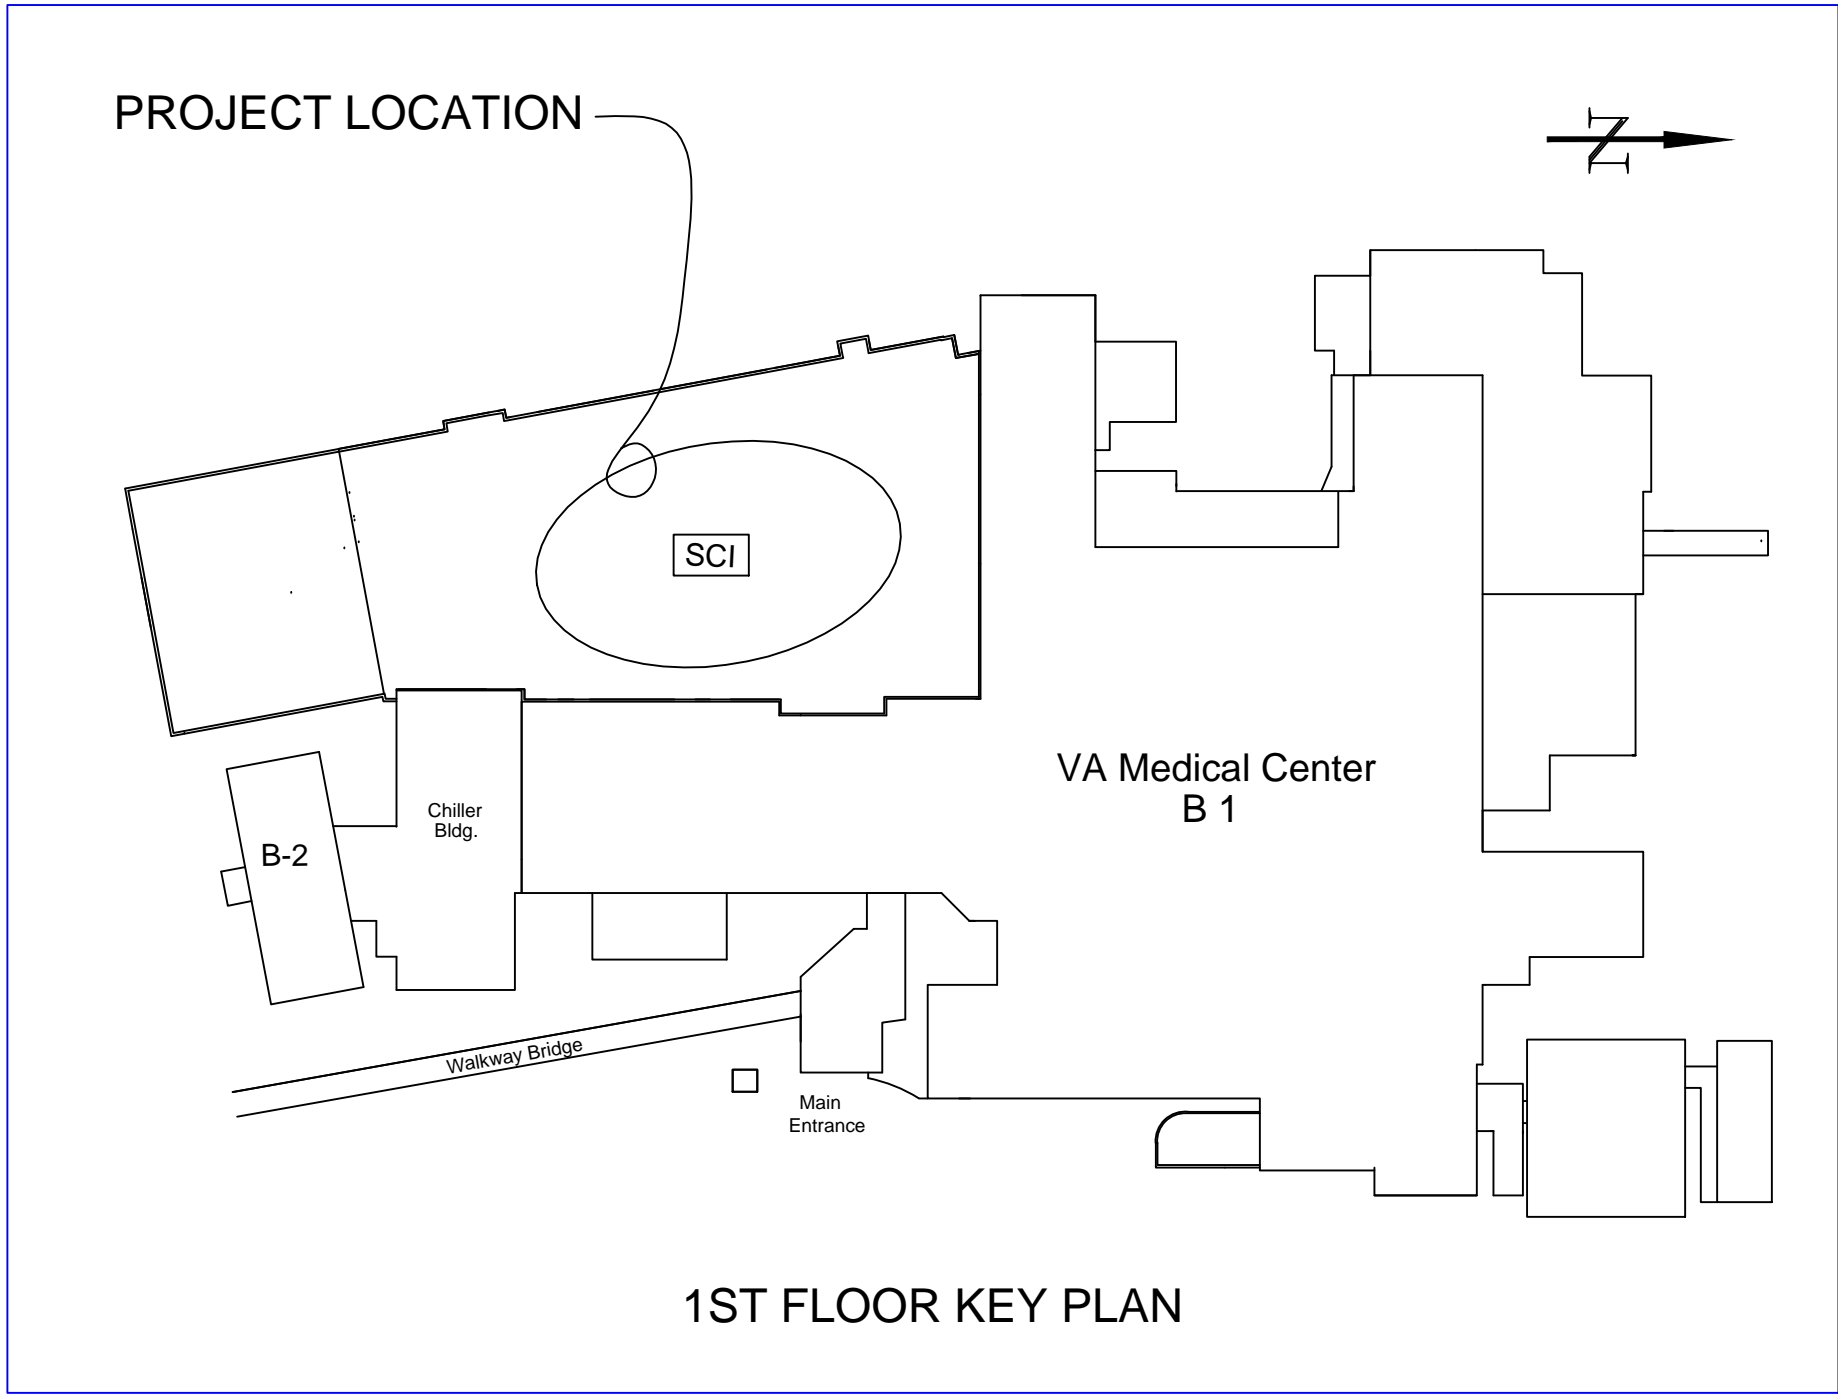 PROJECT LOCATION
N
SCI
VA Medical Center
B 1
Chiller
Bldg.
B-2
Walkway Bridge
Main
Entrance
1ST FLOOR KEY PLAN